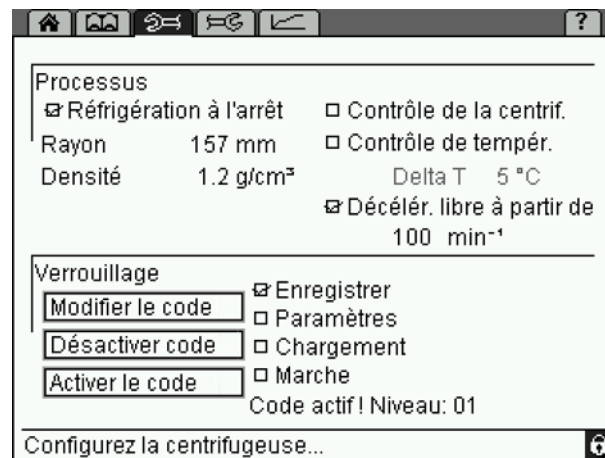 ?
Processus
Réfrigération à l'arrêt
Rayon 157 mm
Densité 1.2 g/cm³
Contrôle de la centrif.
Contrôle de tempér.
Delta T 5 °C
Décélér. libre à partir de
100 min⁻¹
Verrouillage
Modifier le code
Désactiver code
Activer le code
Enregistrer
Paramètres
Chargement
Marche
Code actif ! Niveau: 01
Configurez la centrifugeuse...